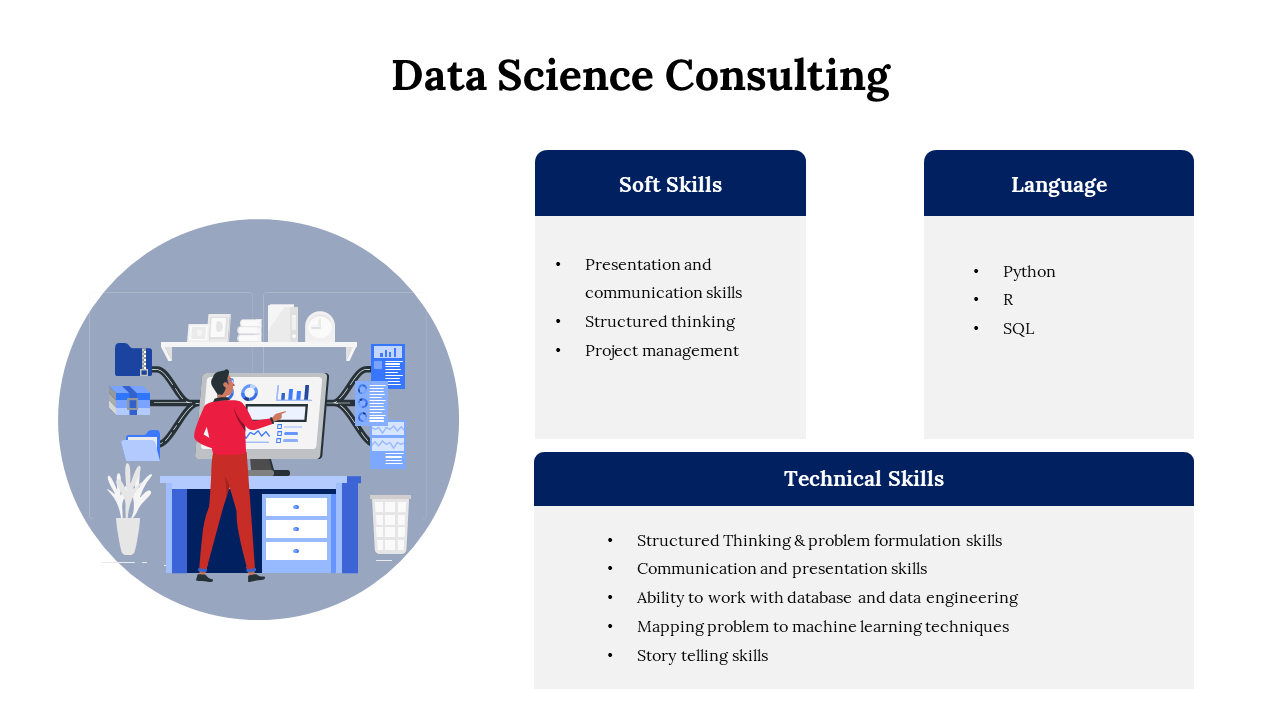 Data Science Consulting
Soft Skills
• Presentation and
communication skills
• Structured thinking
• Project management
Language
• Python
• R
• SQL
Technical Skills
• Structured Thinking & problem formulation skills
• Communication and presentation skills
• Ability to work with database and data engineering
• Mapping problem to machine learning techniques
• Story telling skills